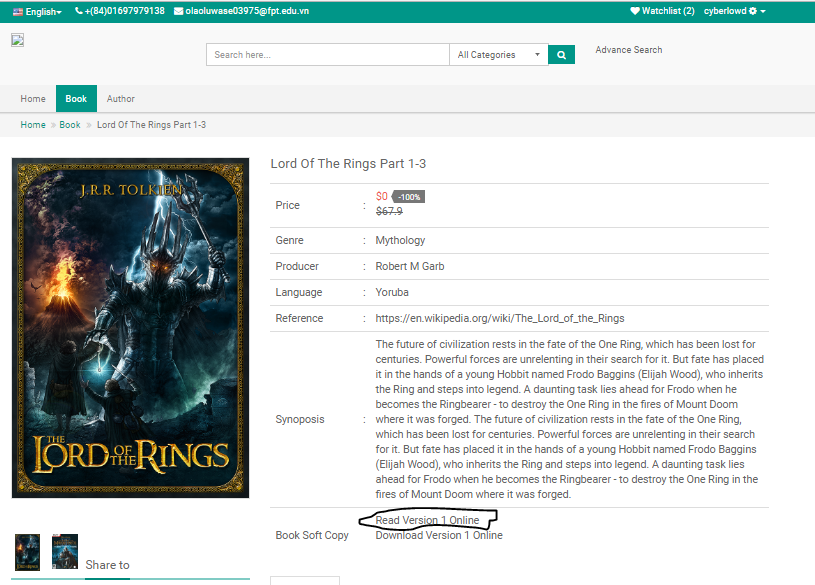 English
+(84)01697979138
olaoluwase03975@fpt.edu.vn
Watchlist (2)
cyberlowd
Search here...
All Categories
Advance Search
Home
Book
Author
Home » Book » Lord Of The Rings Part 1-3
J.R.R. TOLKIEN
THE
LORD OF THE RINGS
Lord Of The Rings Part 1-3
Price : $0 -100%
$67.9
Genre : Mythology
Producer : Robert M Garb
Language : Yoruba
Reference : https://en.wikipedia.org/wiki/The_Lord_of_the_Rings
Synoposis :
The future of civilization rests in the fate of the One Ring, which has been lost for
centuries. Powerful forces are unrelenting in their search for it. But fate has placed
it in the hands of a young Hobbit named Frodo Baggins (Elijah Wood), who inherits
the Ring and steps into legend. A daunting task lies ahead for Frodo when he
becomes the Ringbearer - to destroy the One Ring in the fires of Mount Doom
where it was forged. The future of civilization rests in the fate of the One Ring,
which has been lost for centuries. Powerful forces are unrelenting in their search
for it. But fate has placed it in the hands of a young Hobbit named Frodo Baggins
(Elijah Wood), who inherits the Ring and steps into legend. A daunting task lies
ahead for Frodo when he becomes the Ringbearer - to destroy the One Ring in the
fires of Mount Doom where it was forged.
Book Soft Copy
Read Version 1 Online
Download Version 1 Online
Share to